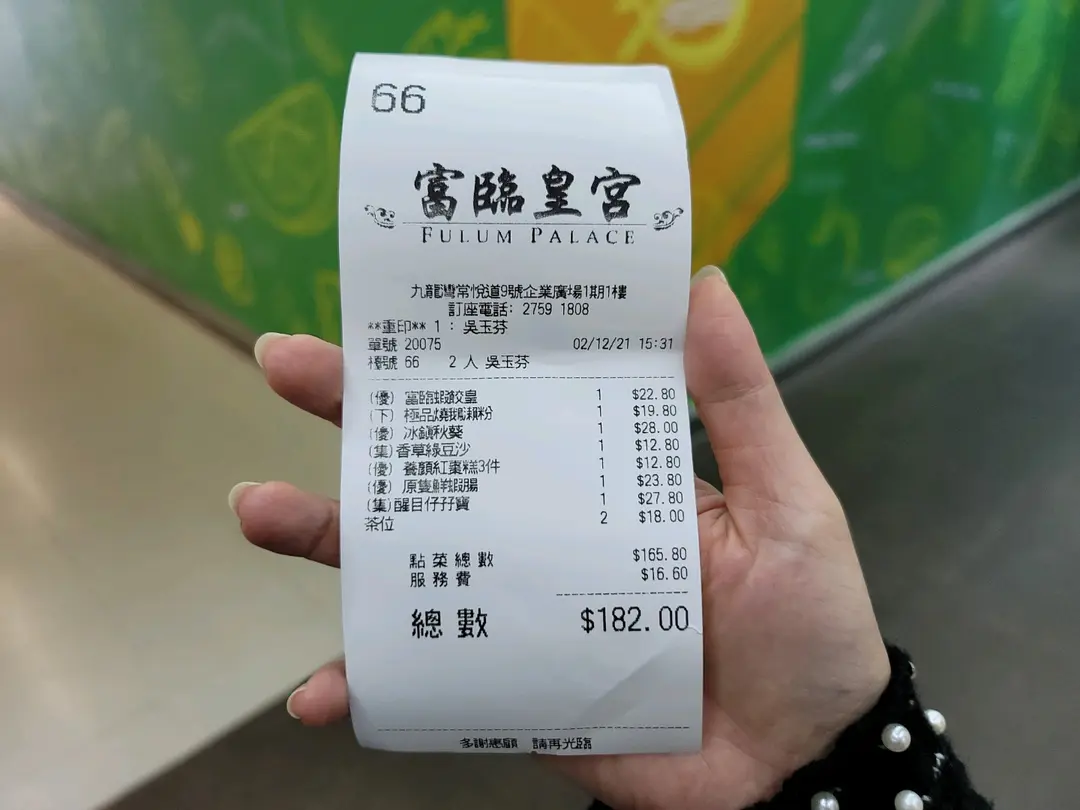 66
富臨皇宮
FULUM PALACE
九龍灣常悅道9號企業廣場1期1樓
訂座電話: 2759 1808
**重印** 1 : 吳玉芬
單號 20075 02/12/21 15:31
檯號 66 2 人 吳玉芬
(優) 富臨蝦餃皇 1 $22.80
(下) 極品燒鵝瀨粉 1 $19.80
(優) 冰鎮秋葵 1 $28.00
(集)香草綠豆沙 1 $12.80
(優) 養顏紅棗糕3件 1 $12.80
(優) 原隻鮮蝦腸 1 $23.80
(集)醒目仔孖寶 1 $27.80
茶位 2 $18.00
點菜總數 $165.80
服務費 $16.60
總數 $182.00
多謝惠顧 請再光臨